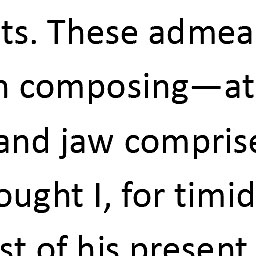 ts. These admea
n composing—at
and jaw comprise
ought I, for timid
st of his present